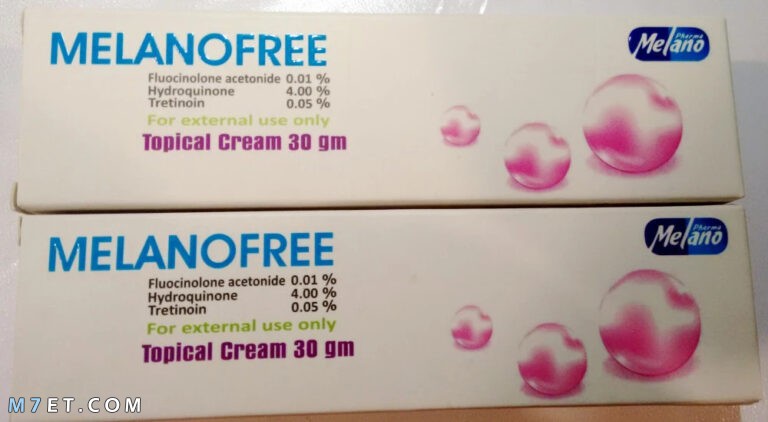 MELANOFREE
Pharma
Melano
Fluocinolone acetonide 0.01 %
Hydroquinone 4.00 %
Tretinoin 0.05 %
For external use only
Topical Cream 30 gm
MELANOFREE
Pharma
Melano
Fluocinolone acetonide 0.01 %
Hydroquinone 4.00 %
Tretinoin 0.05 %
For external use only
Topical Cream 30 gm
M7ET.COM